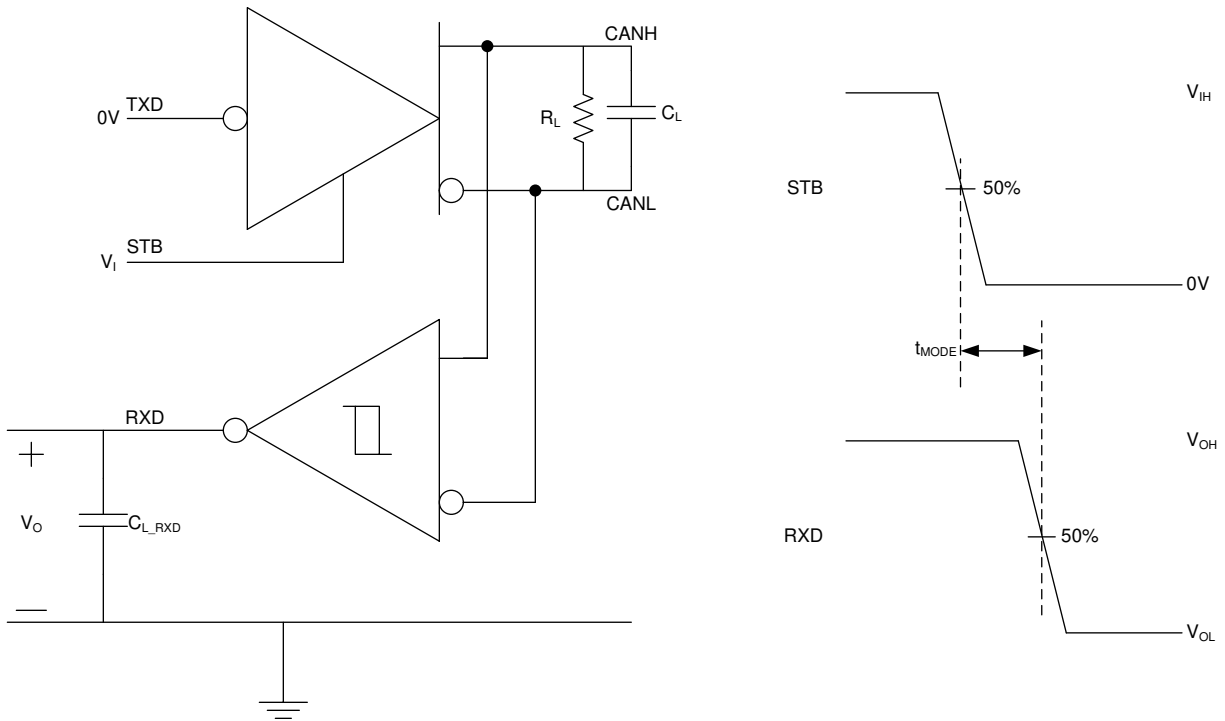 CANH
TXD
0V
R_L
C_L
CANL
STB
V_I
RXD
+
V_O
C_L_RXD
—
V_IH
STB
50%
0V
t_MODE
V_OH
RXD
50%
V_OL